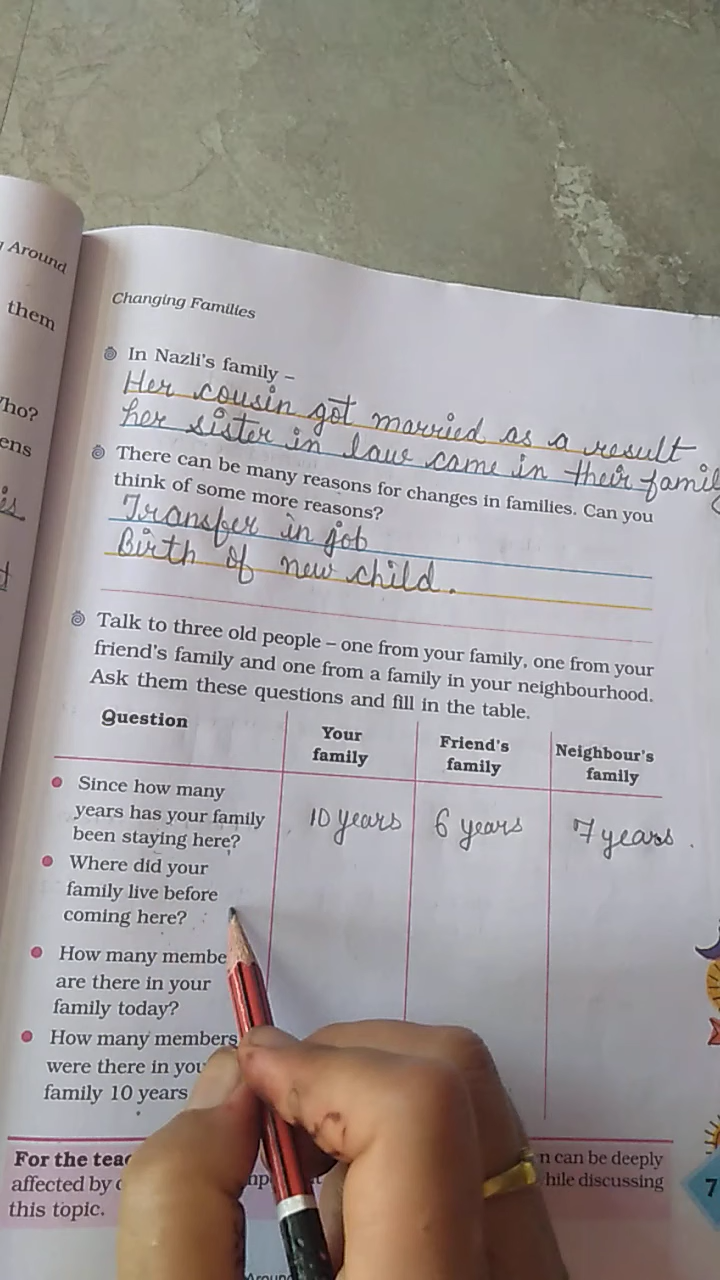 g Around
them
Who?
ens
is
Changing Families
In Nazli's family –
Her cousin got married as a result
her sister in law came in their famil
There can be many reasons for changes in families. Can you
think of some more reasons?
Transfer in job
Birth of new child.
Talk to three old people – one from your family, one from your
friend's family and one from a family in your neighbourhood.
Ask them these questions and fill in the table.
Question Your family Friend's family Neighbour's family
Since how many
years has your family
been staying here? 10 years 6 years 7 years.
Where did your
family live before
coming here?
How many membe
are there in your
family today?
How many members
were there in you
family 10 years
For the tea n can be deeply
affected by hile discussing
this topic.
7
Around